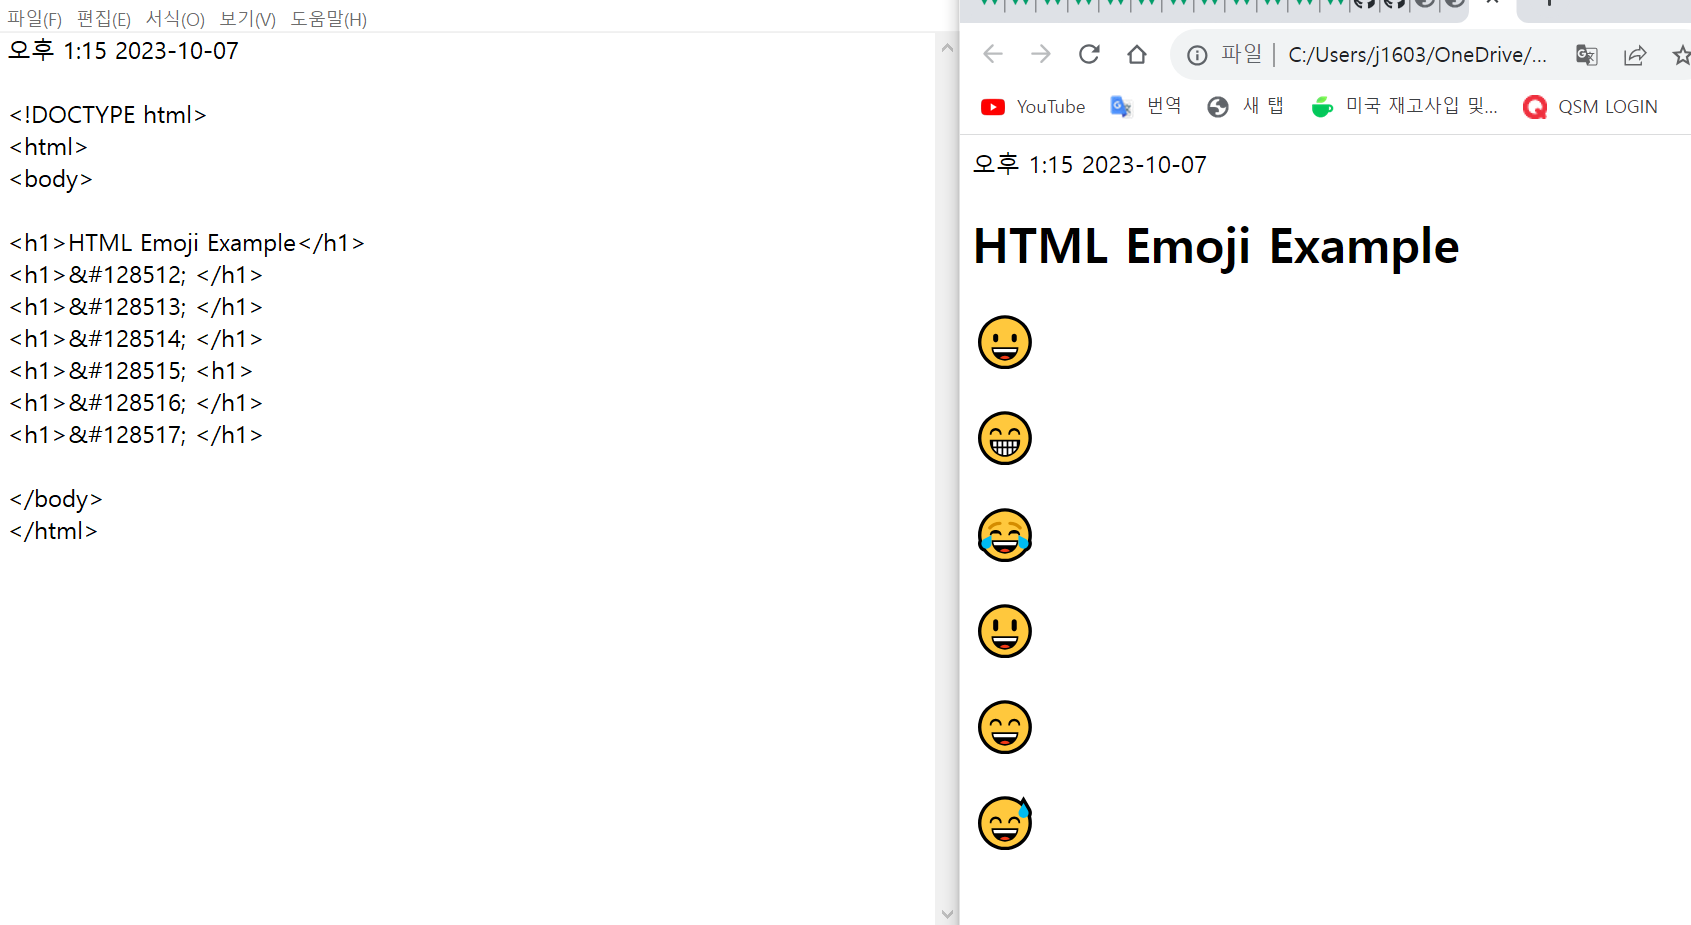 파일(F) 편집(E) 서식(O) 보기(V) 도움말(H)
오후 1:15 2023-10-07
<!DOCTYPE html>
<html>
<body>
<h1>HTML Emoji Example</h1>
<h1>&#128512; </h1>
<h1>&#128513; </h1>
<h1>&#128514; </h1>
<h1>&#128515; <h1>
<h1>&#128516; </h1>
<h1>&#128517; </h1>
</body>
</html>
파일 | C:/Users/j1603/OneDrive/...
YouTube 번역 새 탭 미국 재고사입 및... QSM LOGIN
오후 1:15 2023-10-07
HTML Emoji Example